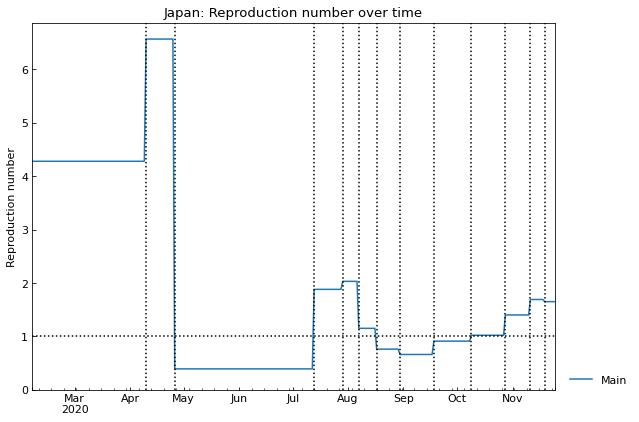 Japan: Reproduction number over time
Reproduction number
6
5
4
3
2
1
0
Mar
2020
Apr
May
Jun
Jul
Aug
Sep
Oct
Nov
Main